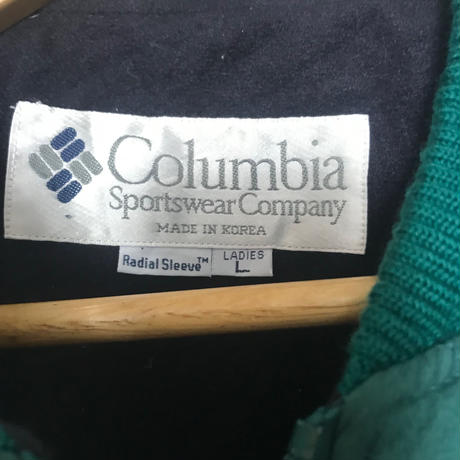 Columbia
Sportswear Company
MADE IN KOREA
Radial Sleeve™
LADIES
L